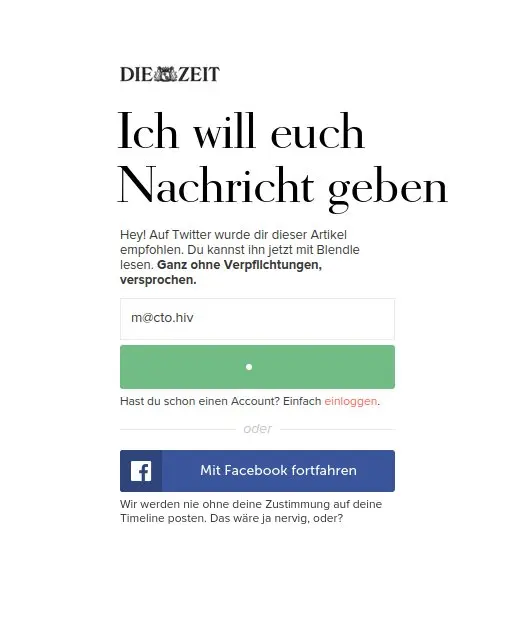 DIE ZEIT
Ich will euch
Nachricht geben
Hey! Auf Twitter wurde dir dieser Artikel
empfohlen. Du kannst ihn jetzt mit Blendle
lesen. Ganz ohne Verpflichtungen,
versprochen.
m@cto.hiv
Hast du schon einen Account? Einfach einloggen.
oder
Mit Facebook fortfahren
Wir werden nie ohne deine Zustimmung auf deine
Timeline posten. Das wäre ja nervig, oder?